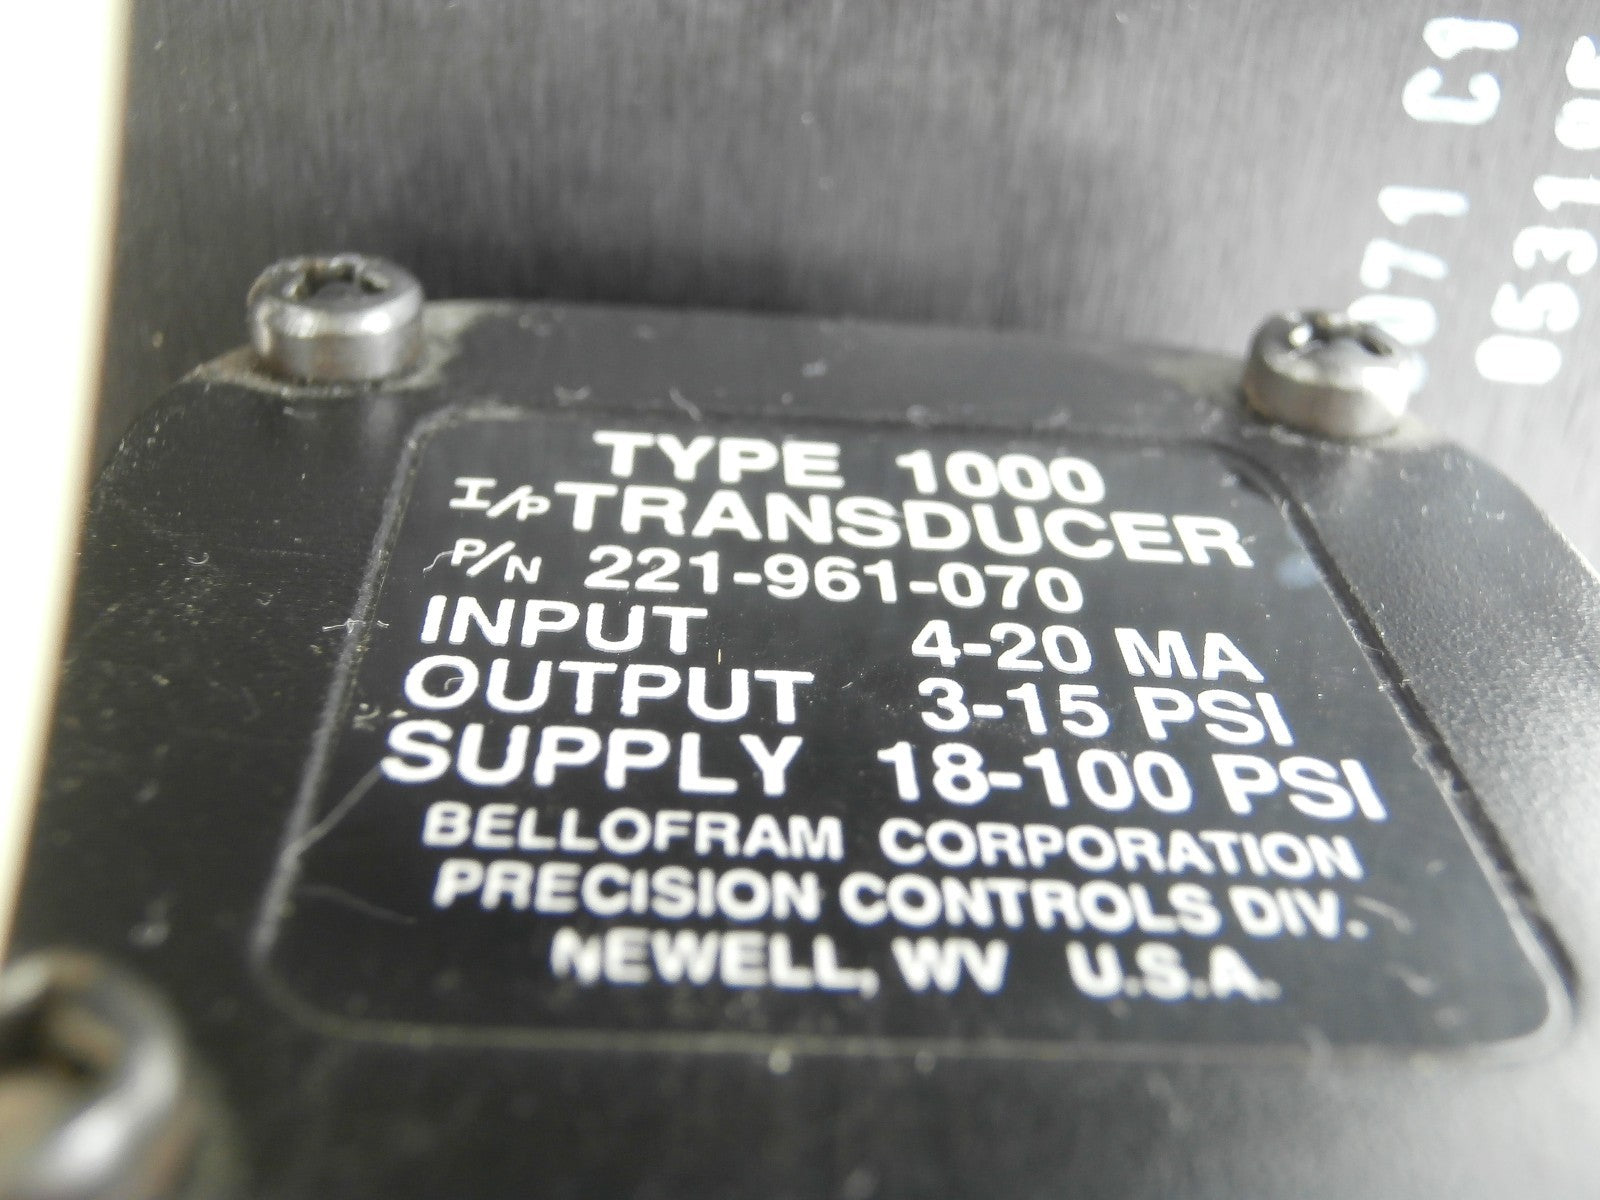 TYPE 1000
I/P TRANSDUCER
P/N 221-961-070
INPUT 4-20 MA
OUTPUT 3-15 PSI
SUPPLY 18-100 PSI
BELLOFRAM CORPORATION
PRECISION CONTROLS DIV.
NEWELL, WV U.S.A.
C1